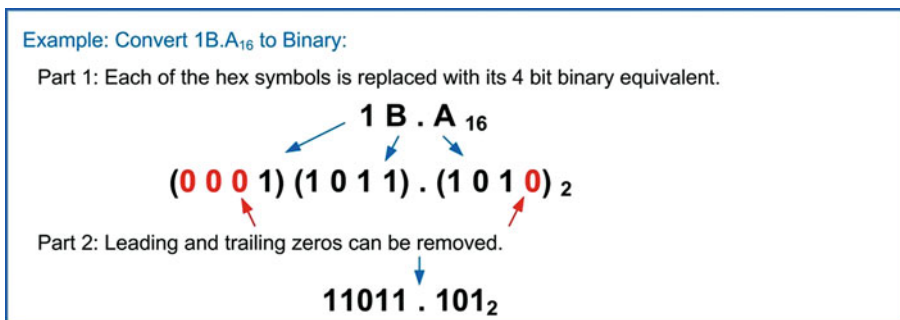 Example: Convert 1B.A₁₆ to Binary:
Part 1: Each of the hex symbols is replaced with its 4 bit binary equivalent.
1 B . A ₁₆
(0 0 0 1) (1 0 1 1) . (1 0 1 0) ₂
Part 2: Leading and trailing zeros can be removed.
11011 . 101₂